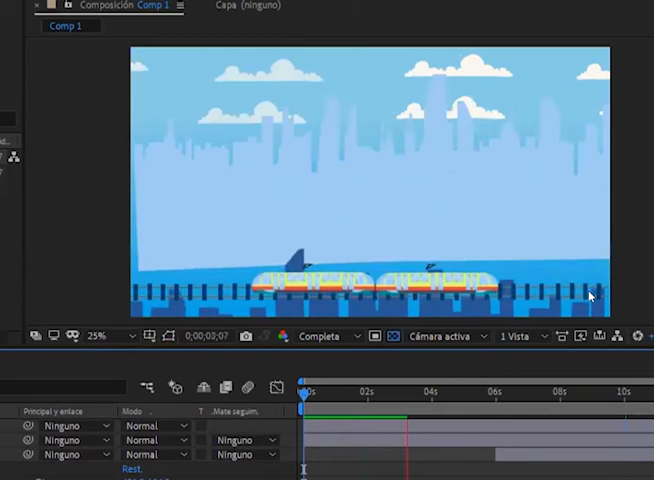 Composición Comp 1 Capa (ninguno)
Comp 1
25% 0;00;03;07 Completa Cámara activa 1 Vista
02s 04s 06s 08s 10s
Principal y enlace Modo T Mate seguim.
Ninguno Normal
Ninguno Normal Ninguno
Ninguno Normal Ninguno
Rest.